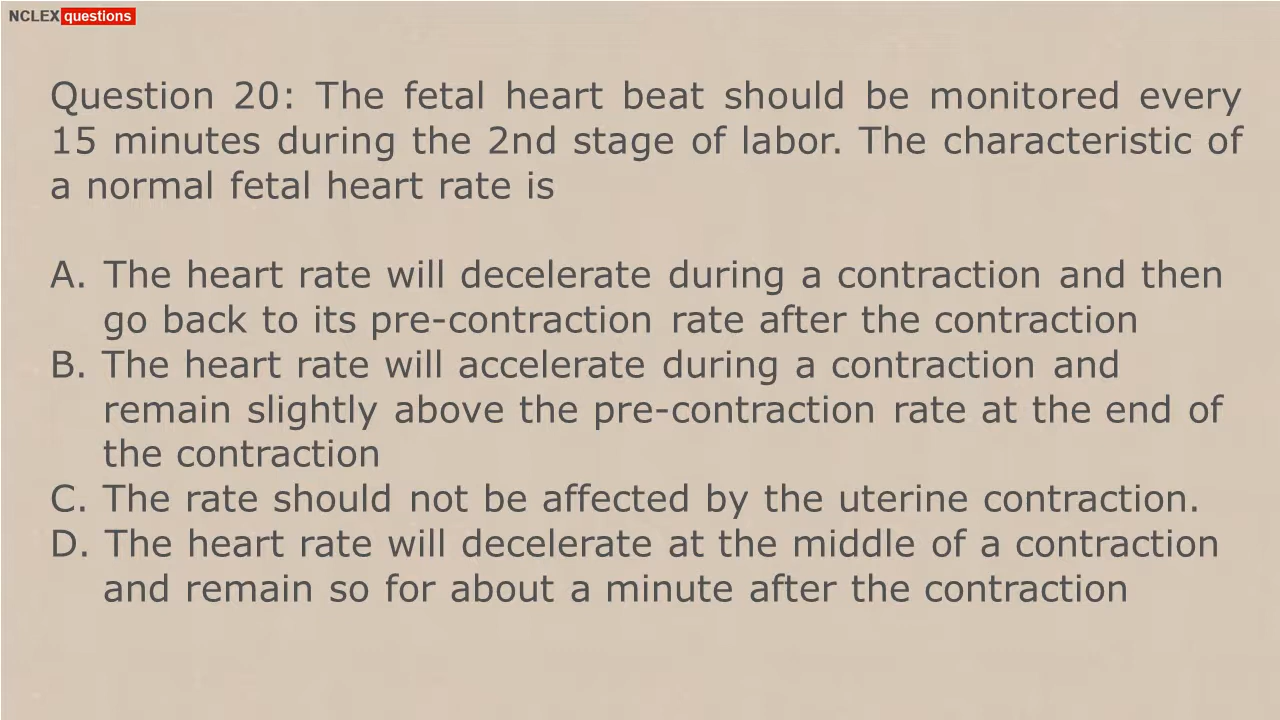 NCLEX questions
Question 20: The fetal heart beat should be monitored every
15 minutes during the 2nd stage of labor. The characteristic of
a normal fetal heart rate is
A. The heart rate will decelerate during a contraction and then
go back to its pre-contraction rate after the contraction
B. The heart rate will accelerate during a contraction and
remain slightly above the pre-contraction rate at the end of
the contraction
C. The rate should not be affected by the uterine contraction.
D. The heart rate will decelerate at the middle of a contraction
and remain so for about a minute after the contraction